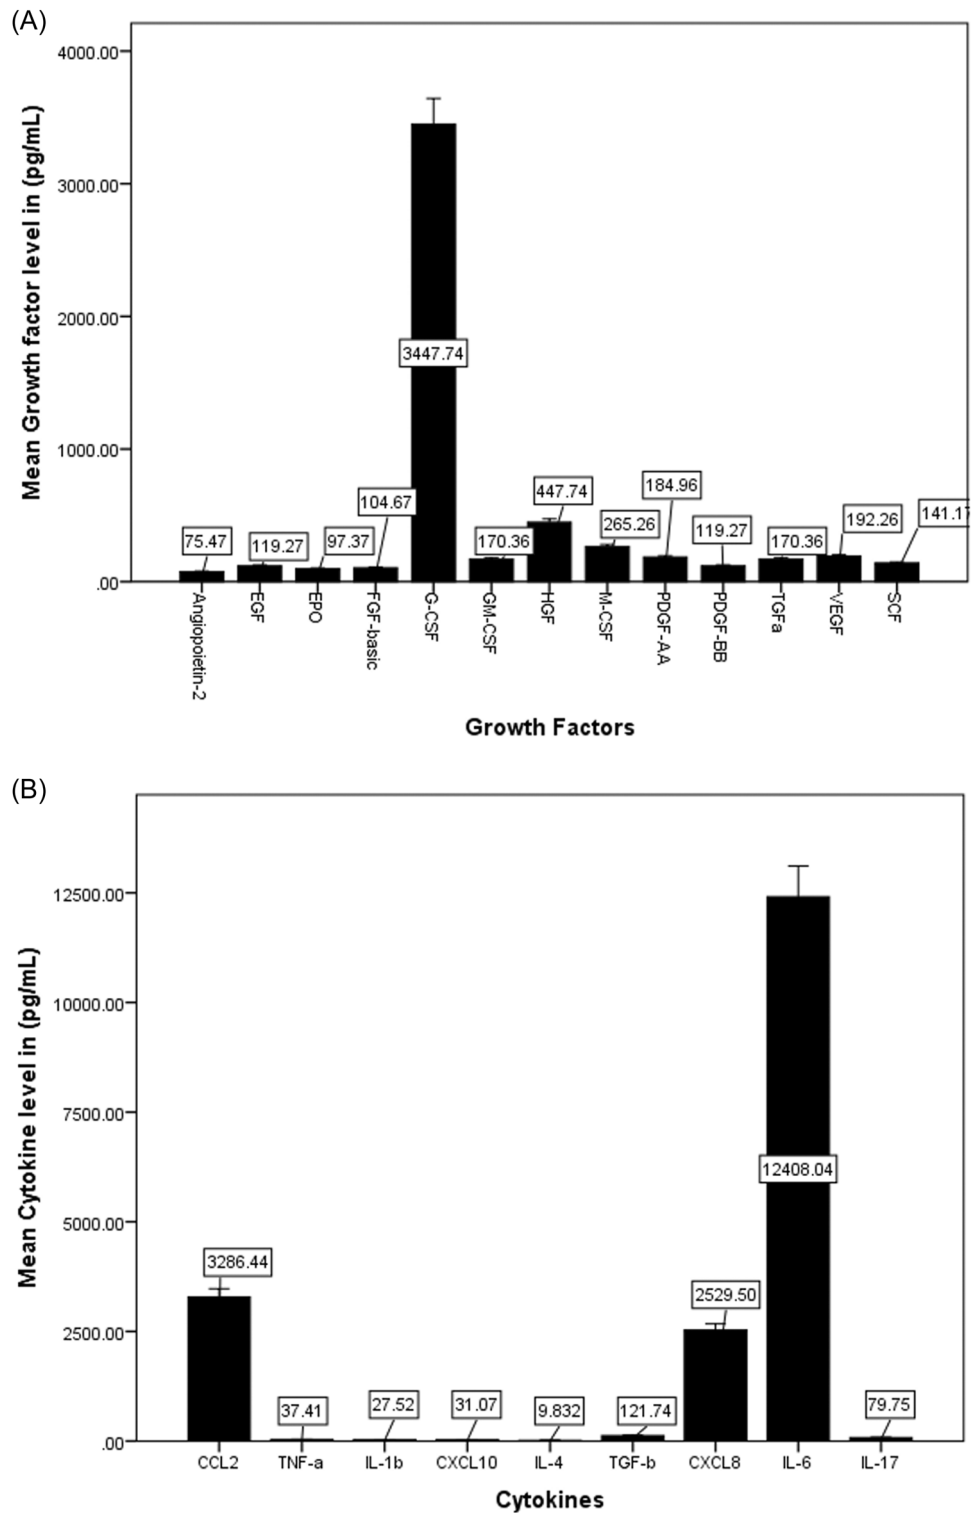 (A)
Mean Growth factor level in (pg/mL)
4000.00
3000.00
2000.00
1000.00
.00
75.47
119.27
97.37
104.67
3447.74
170.36
447.74
265.26
184.96
119.27
170.36
192.26
141.17
Angiopoietin-2
EGF
EPO
FGF-basic
G-CSF
GM-CSF
HGF
M-CSF
PDGF-AA
PDGF-BB
TGFa
VEGF
SCF
Growth Factors
(B)
Mean Cytokine level in (pg/mL)
12500.00
10000.00
7500.00
5000.00
2500.00
.00
3286.44
37.41
27.52
31.07
9.832
121.74
2529.50
12408.04
79.75
CCL2
TNF-a
IL-1b
CXCL10
IL-4
TGF-b
CXCL8
IL-6
IL-17
Cytokines